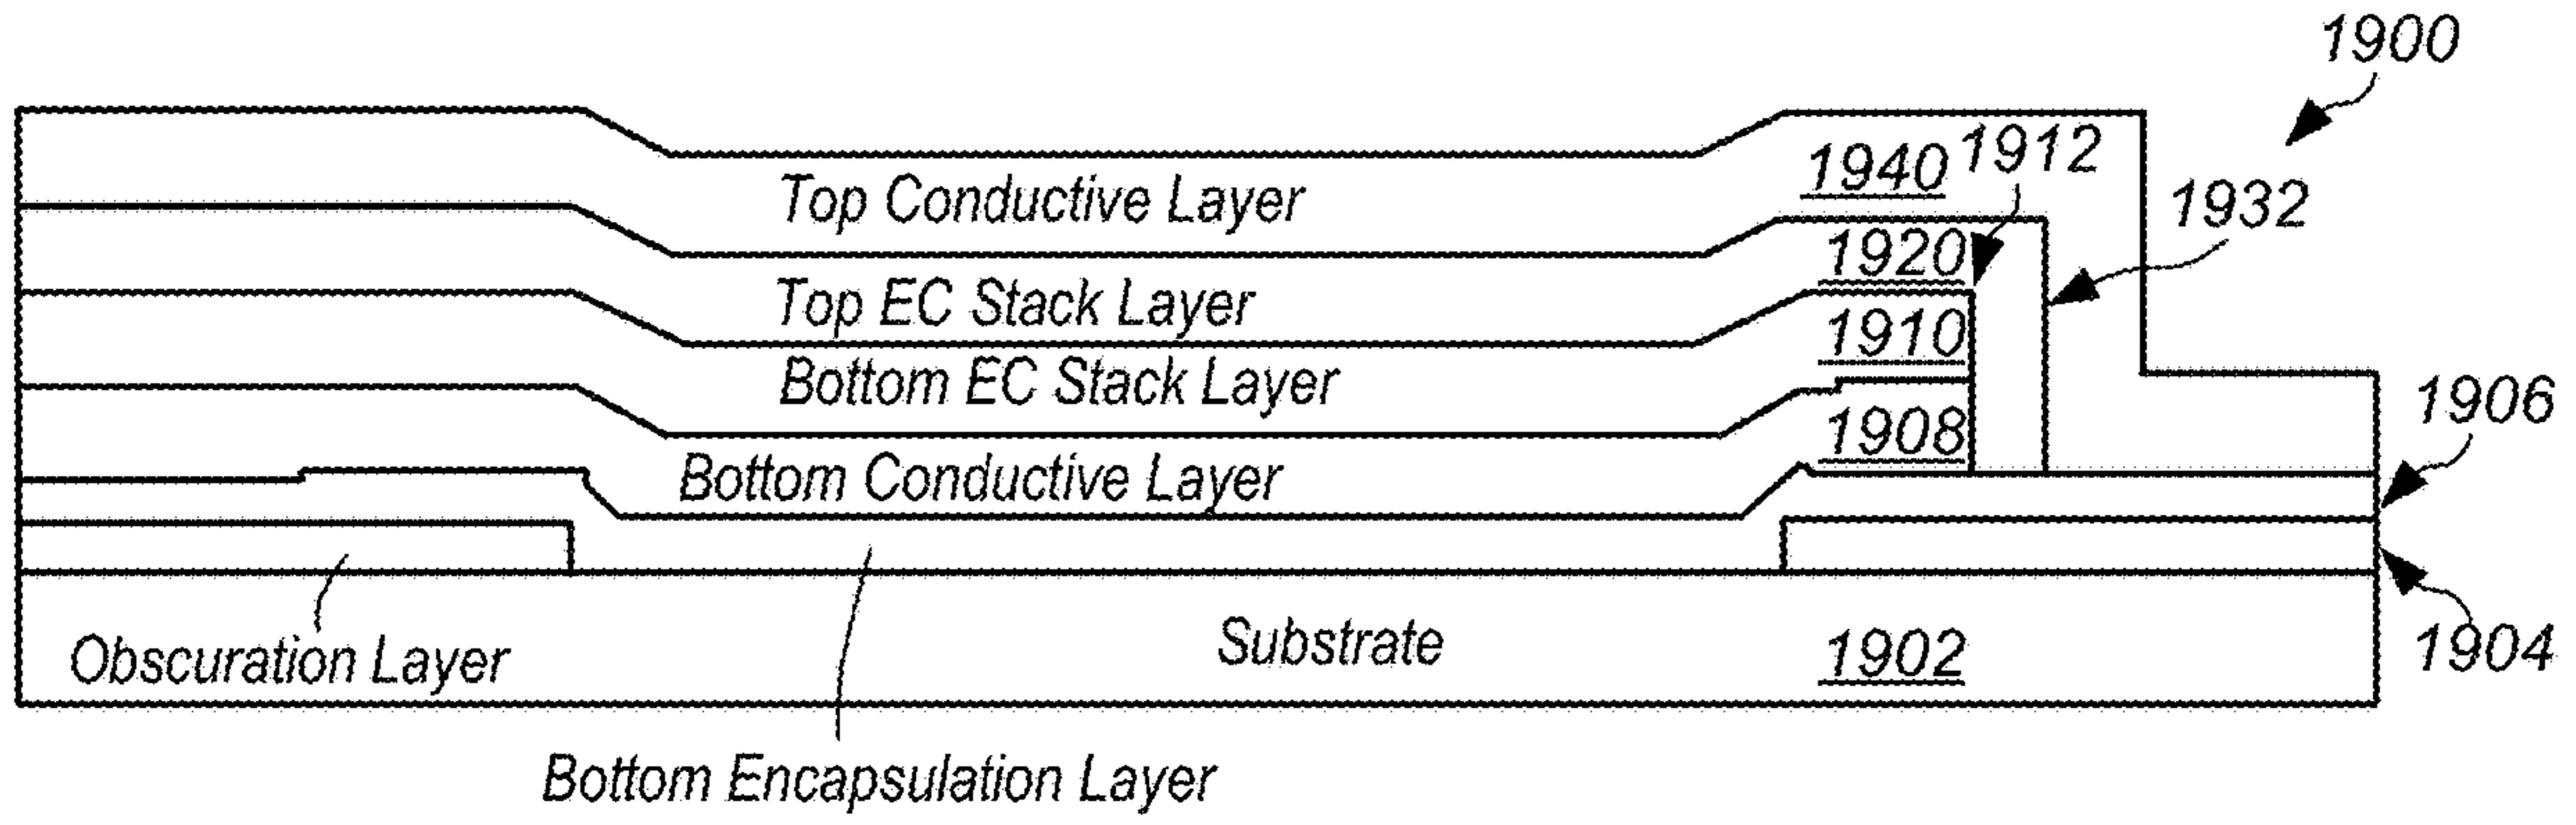 1900
1912
1940
1932
Top Conductive Layer
1920
Top EC Stack Layer
1910
Bottom EC Stack Layer
1906
1908
Bottom Conductive Layer
Substrate
1902
1904
Obscuration Layer
Bottom Encapsulation Layer